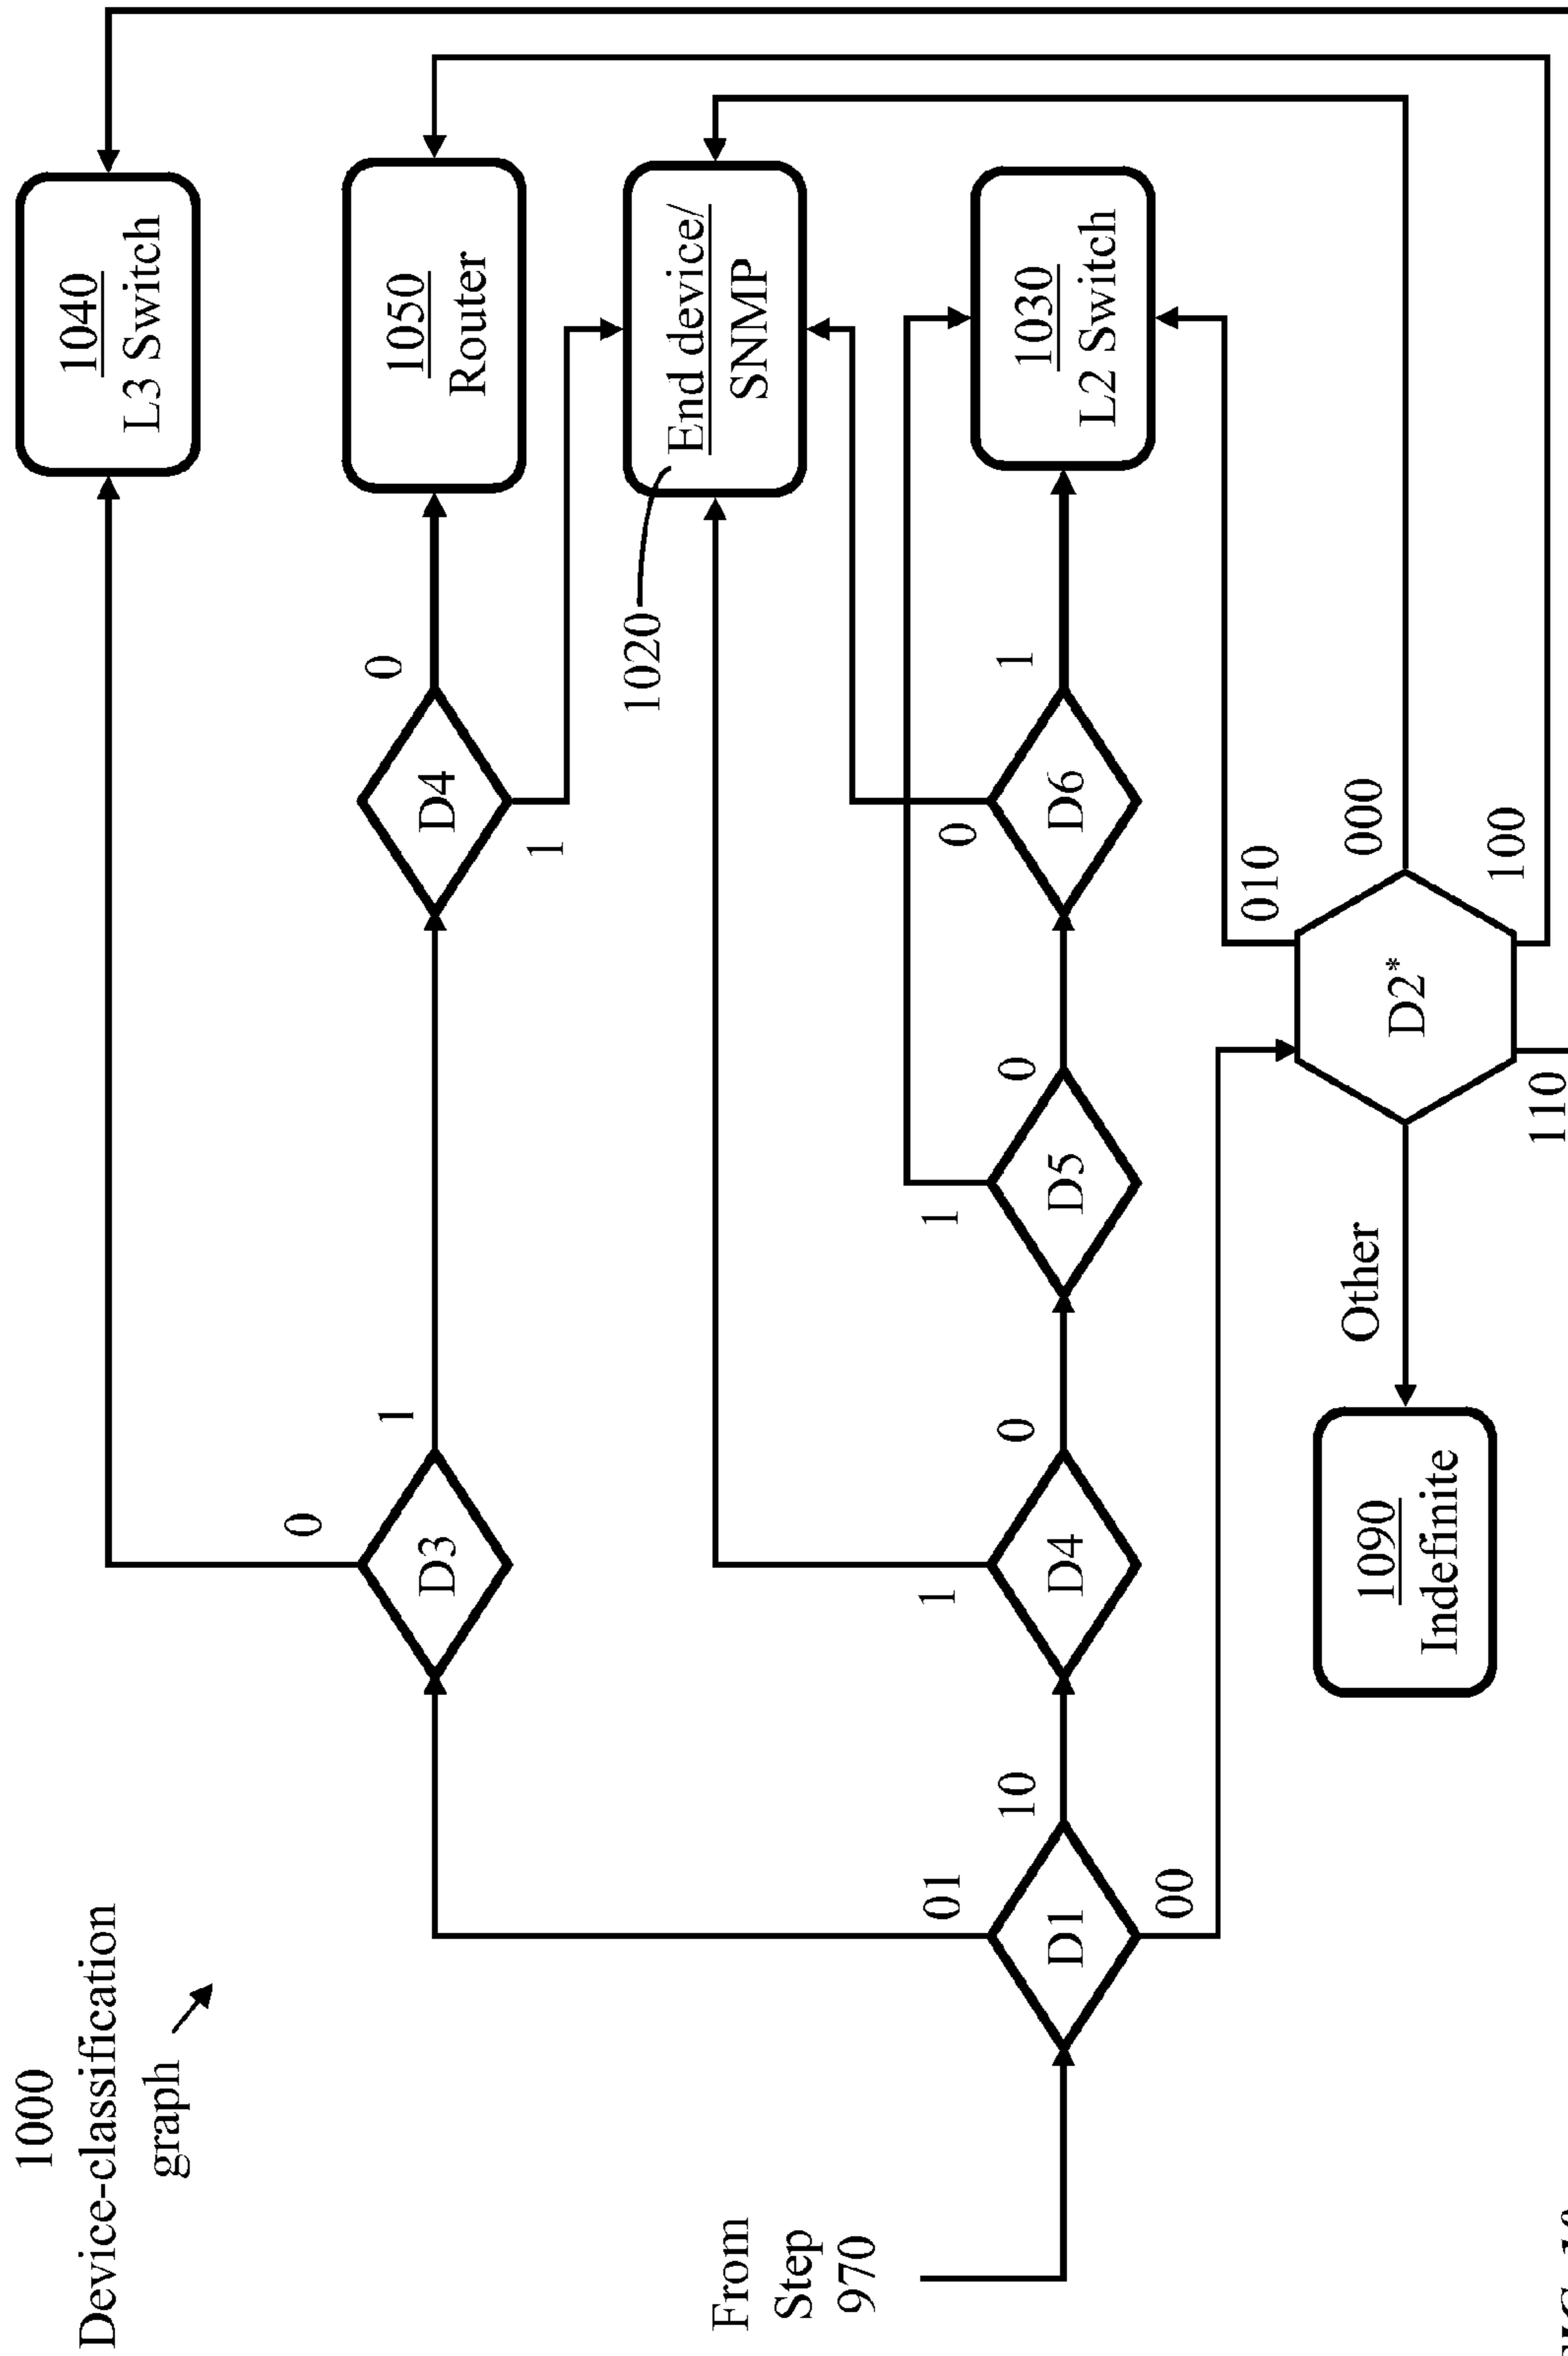 1000
Device-classification
graph
From
Step
970
D1
01
10
00
D3
0
1
D4
0
1
D4
1
0
D5
1
0
D6
0
1
D2*
010
000
100
110
Other
1040
L3 Switch
1050
Router
1020
End device/
SNMP
1030
L2 Switch
1090
Indefinite